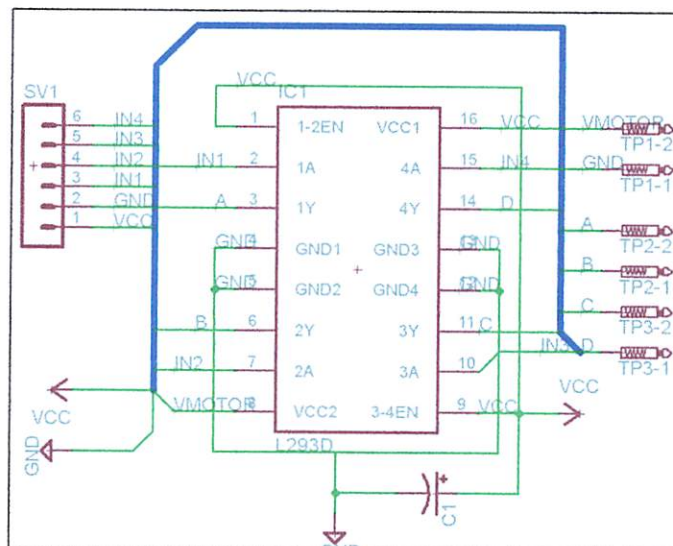 VCC
IC1
SV1
6 IN4
5 IN3
4 IN2
3 IN1
2 GND
1 VCC
1 1-2EN VCC1 16 VCC VMOTOR
TP1-2
IN1 2 1A 4A 15 IN4 GND
TP1-1
A 3 1Y 4Y 14 D
A
TP2-2
GND 4 GND1 GND3 13 GND
B
TP2-1
GND 5 GND2 GND4 12 GND
C
TP3-2
B 6 2Y 3Y 11 C
IN3 D
TP3-1
IN2 7 2A 3A 10
VCC
VCC
VMOTOR 8 VCC2 3-4EN 9 VCC
GND
L293D
C1